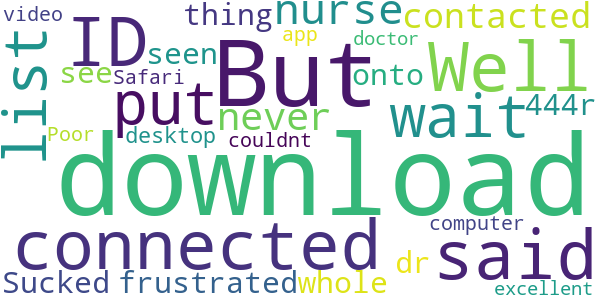 video thing nurse contacted
ID But app doctor
list seen Well
see Safari put onto
never wait 444r
Poor desktop couldnt
download
connected computer said
dr
Sucked frustrated whole excellent